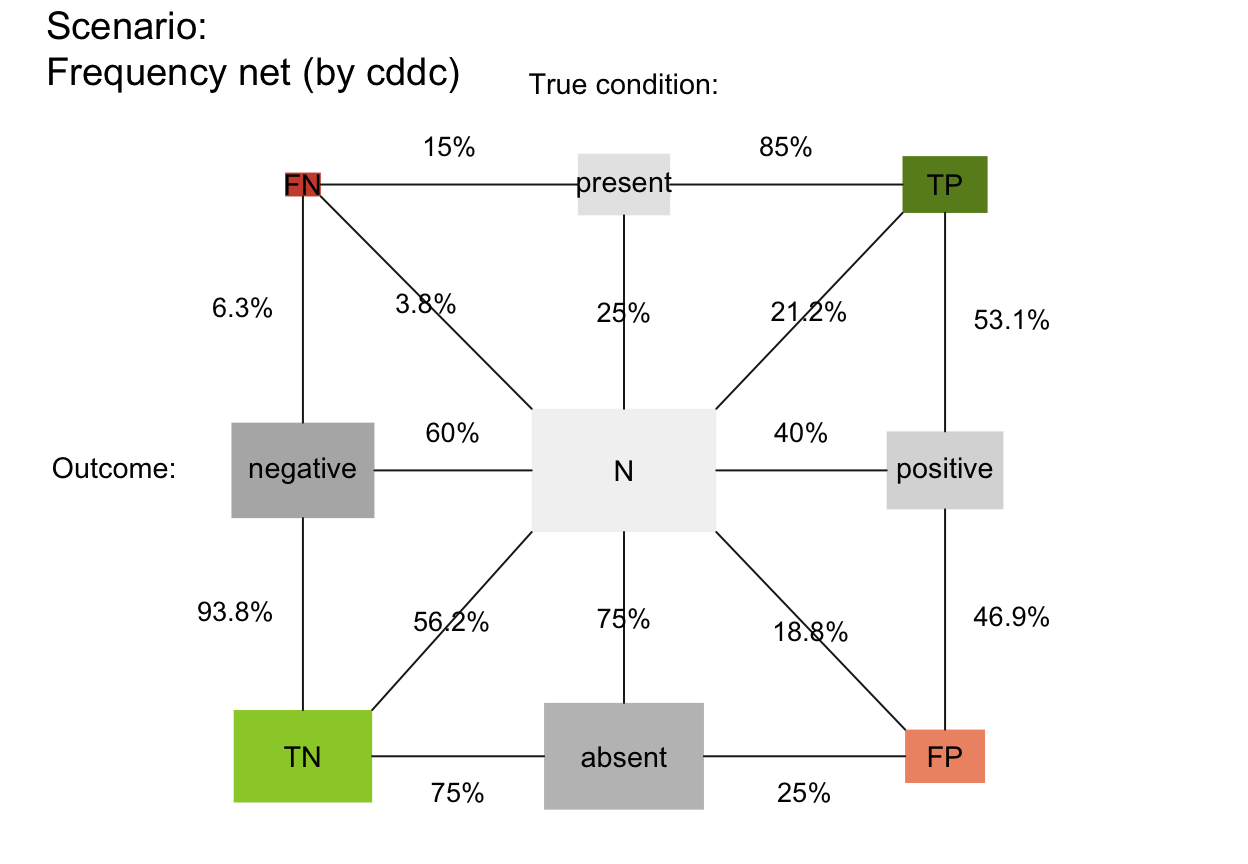 Scenario:
Frequency net (by cddc)
True condition:
15%
85%
FN
present
TP
6.3%
3.8%
25%
21.2%
53.1%
60%
40%
Outcome:
negative
N
positive
93.8%
56.2%
75%
18.8%
46.9%
TN
absent
FP
75%
25%